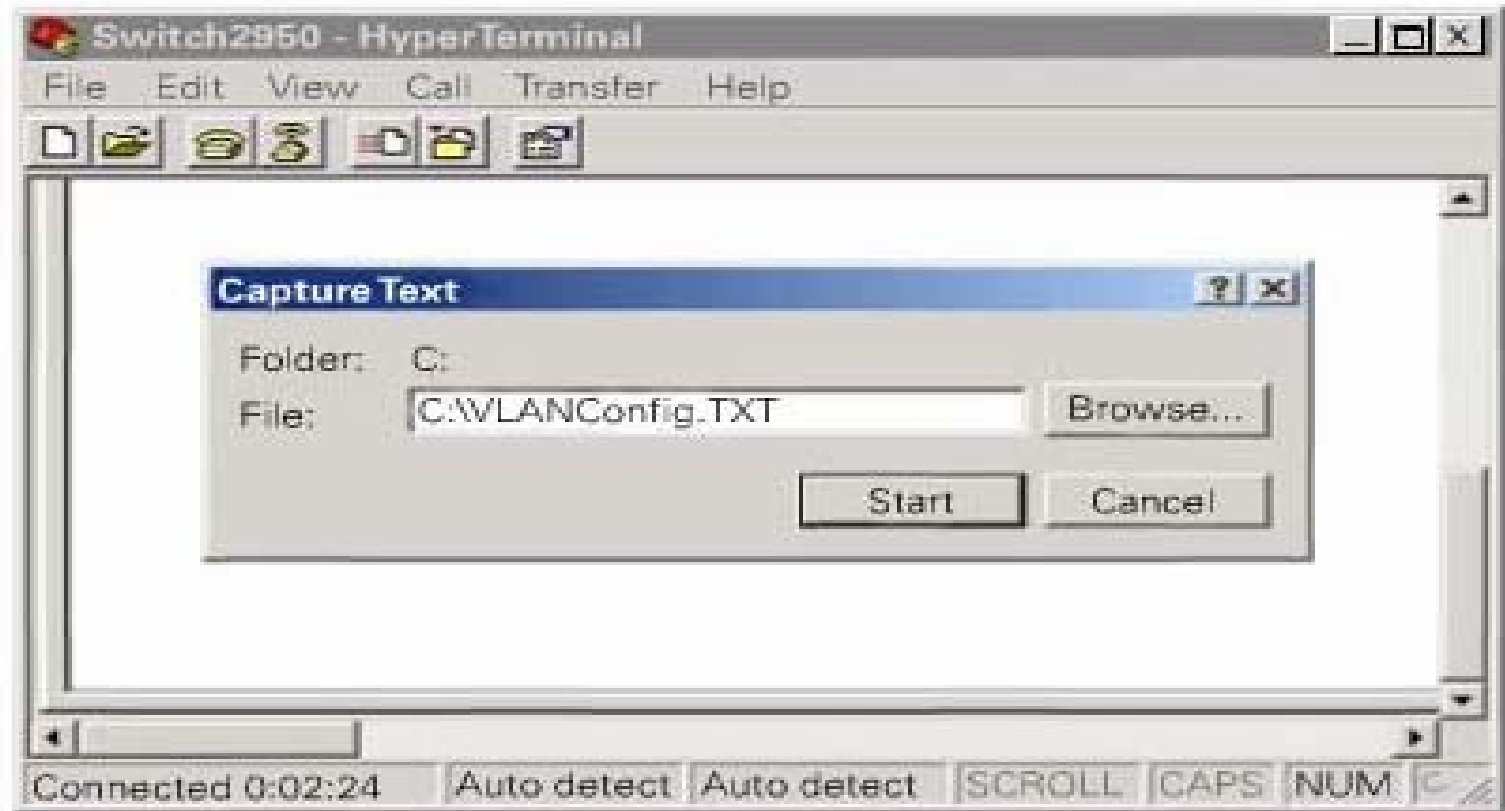 Switch2950 - HyperTerminal
File Edit View Call Transfer Help
Capture Text
Folder: C:
File: C:\VLANConfig.TXT Browse...
Start Cancel
Connected 0:02:24 Auto detect Auto detect SCROLL CAPS NUM